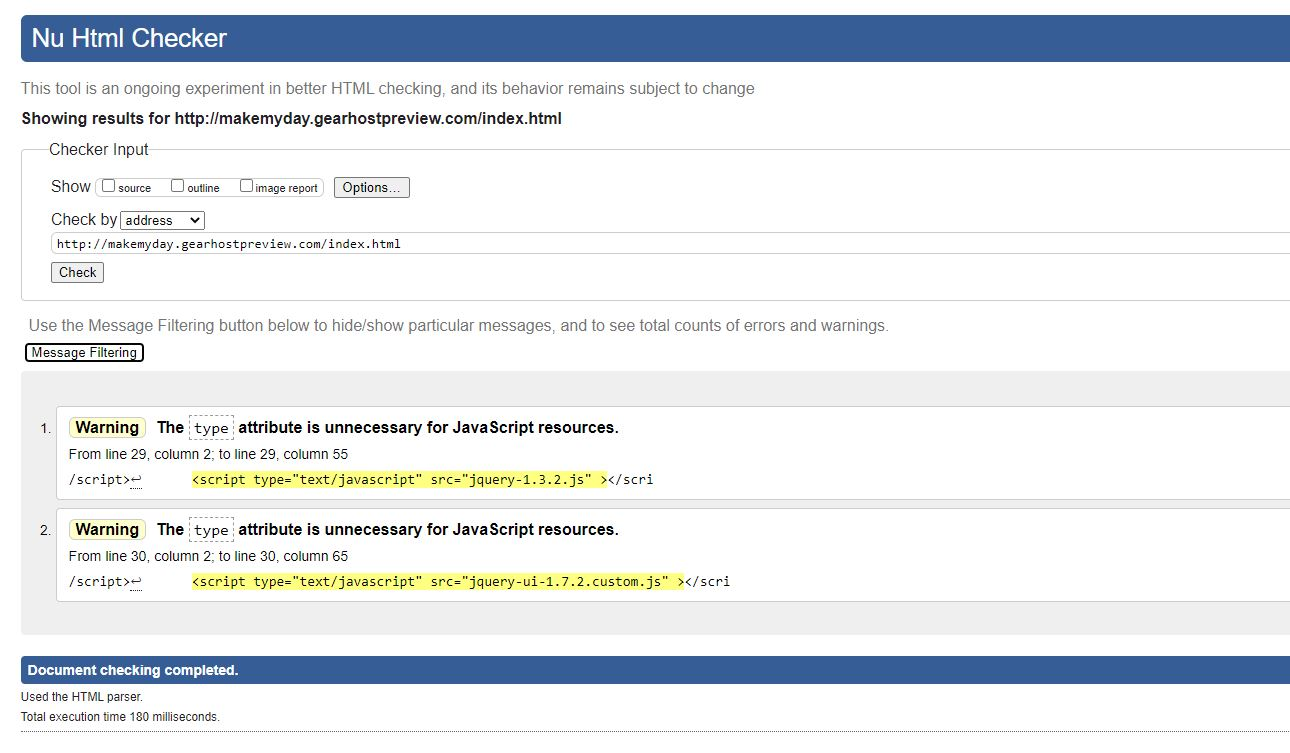 Nu Html Checker
This tool is an ongoing experiment in better HTML checking, and its behavior remains subject to change
Showing results for http://makemyday.gearhostpreview.com/index.html
Checker Input
Show source outline image report Options...
Check by address
http://makemyday.gearhostpreview.com/index.html
Check
Use the Message Filtering button below to hide/show particular messages, and to see total counts of errors and warnings.
Message Filtering
1. Warning The type attribute is unnecessary for JavaScript resources.
From line 29, column 2; to line 29, column 55
/script>↩ <script type="text/javascript" src="jquery-1.3.2.js" ></scri
2. Warning The type attribute is unnecessary for JavaScript resources.
From line 30, column 2; to line 30, column 65
/script>↩ <script type="text/javascript" src="jquery-ui-1.7.2.custom.js" ></scri
Document checking completed.
Used the HTML parser.
Total execution time 180 milliseconds.